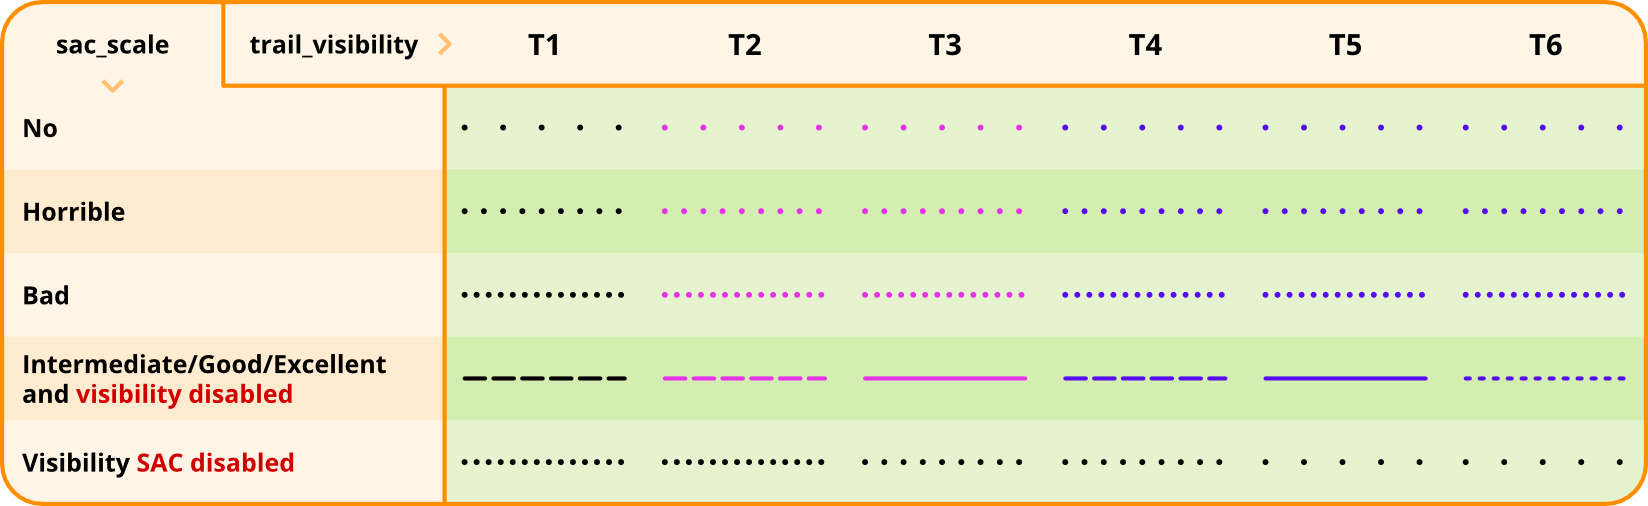 sac_scale
trail_visibility T1 T2 T3 T4 T5 T6
No
Horrible
Bad
Intermediate/Good/Excellent
and visibility disabled
Visibility SAC disabled